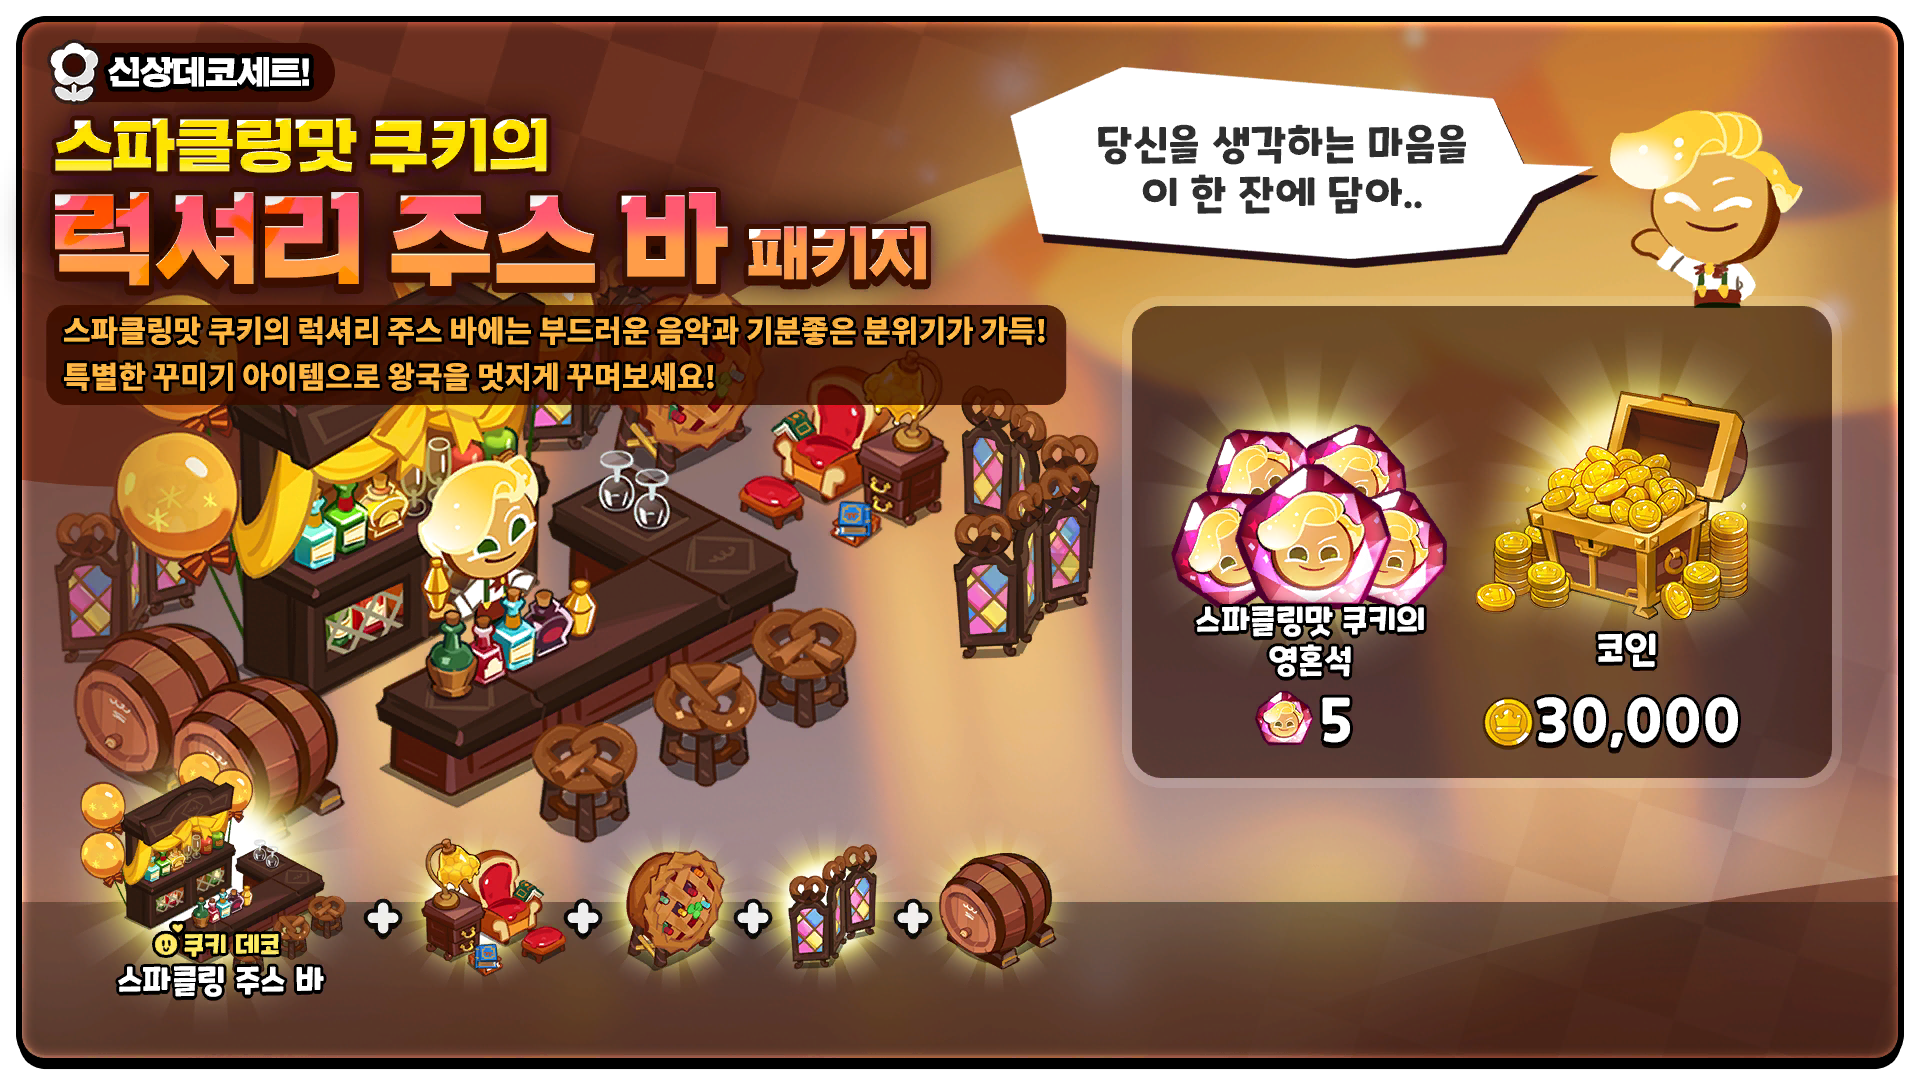 신상데코세트!
스파클링맛 쿠키의
럭셔리 주스 바 패키지
스파클링맛 쿠키의 럭셔리 주스 바에는 부드러운 음악과 기분좋은 분위기가 가득!
특별한 꾸미기 아이템으로 왕국을 멋지게 꾸며보세요!
당신을 생각하는 마음을
이 한 잔에 담아..
스파클링맛 쿠키의
영혼석
5
코인
30,000
쿠키 데코
스파클링 주스 바